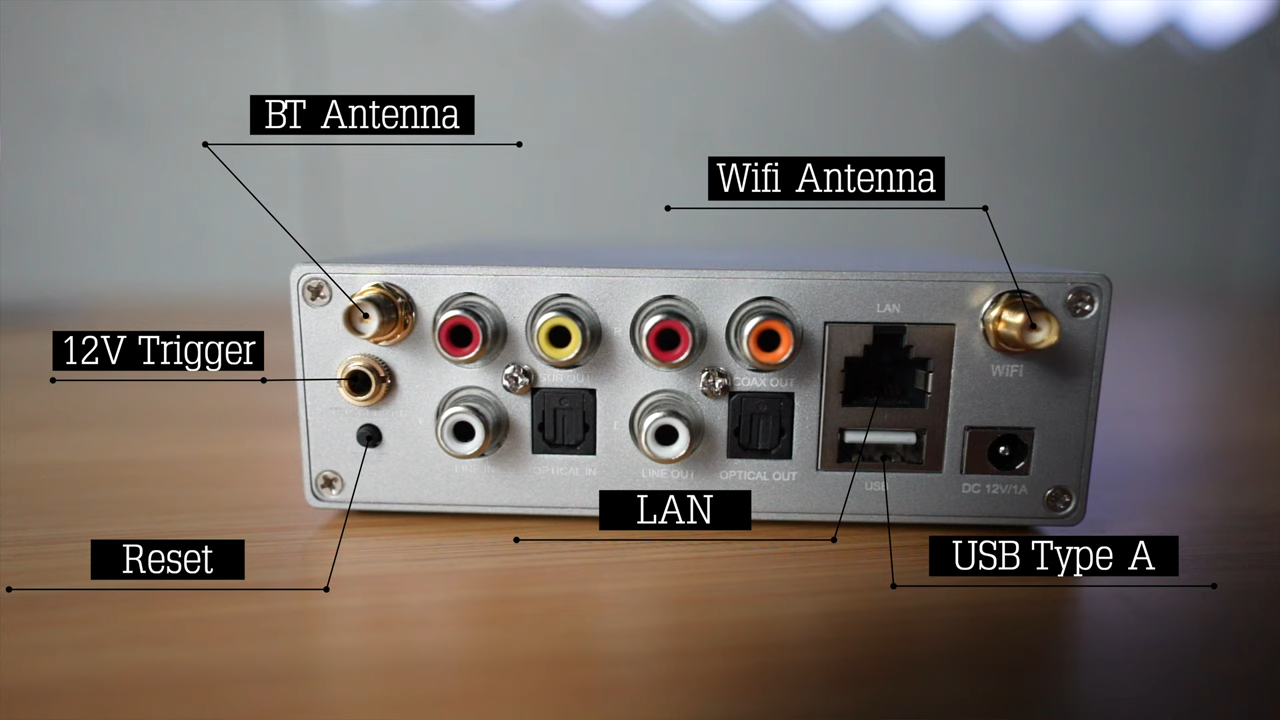 BT Antenna
Wifi Antenna
12V Trigger
LAN
WiFi
SUB OUT
COAX OUT
LINE IN
OPTICAL IN
LINE OUT
OPTICAL OUT
USB
DC 12V/1A
LAN
Reset
USB Type A